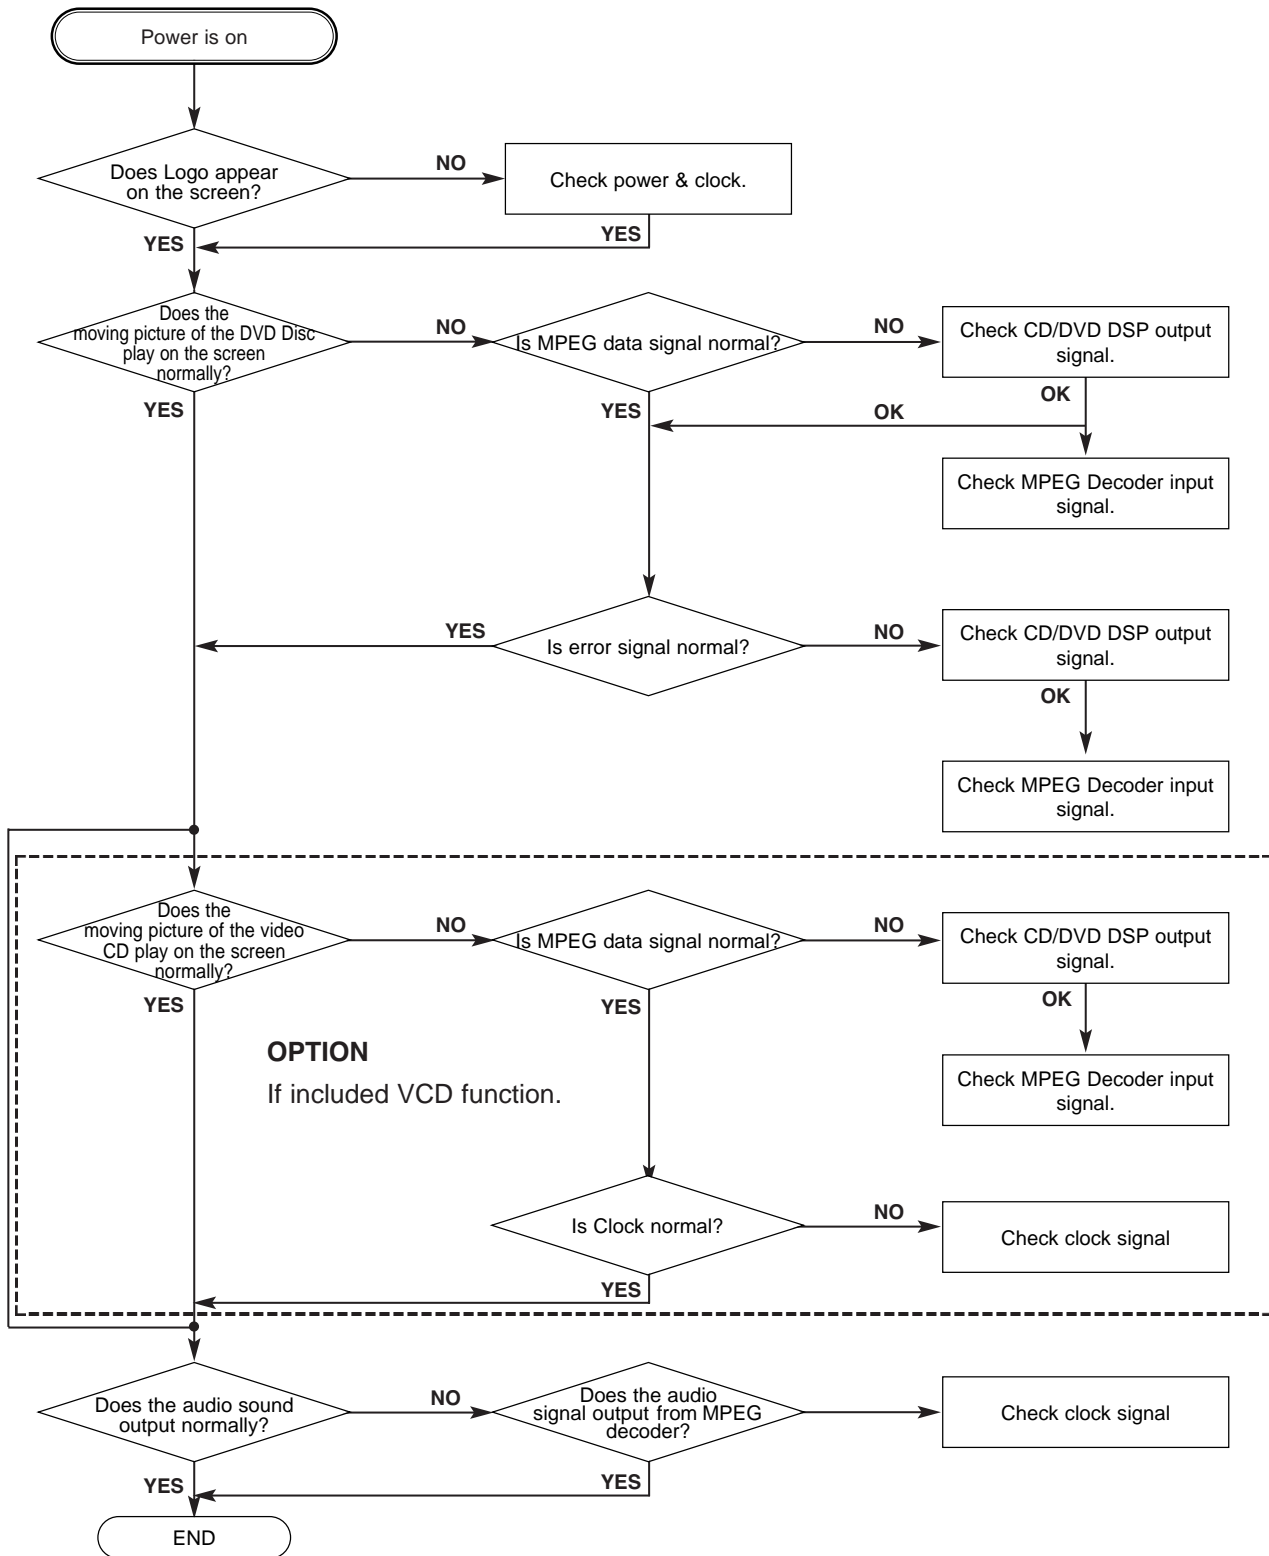 Power is on
Does Logo appear
on the screen?
NO
Check power & clock.
YES
YES
Does the
moving picture of the DVD Disc
play on the screen
normally?
NO
Is MPEG data signal normal?
NO
Check CD/DVD DSP output
signal.
YES
YES
OK
OK
Check MPEG Decoder input
signal.
YES
Is error signal normal?
NO
Check CD/DVD DSP output
signal.
OK
Check MPEG Decoder input
signal.
Does the
moving picture of the video
CD play on the screen
normally?
NO
Is MPEG data signal normal?
NO
Check CD/DVD DSP output
signal.
YES
YES
OK
OPTION
If included VCD function.
Check MPEG Decoder input
signal.
Is Clock normal?
NO
Check clock signal
YES
Does the audio sound
output normally?
NO
Does the audio
signal output from MPEG
decoder?
Check clock signal
YES
YES
END